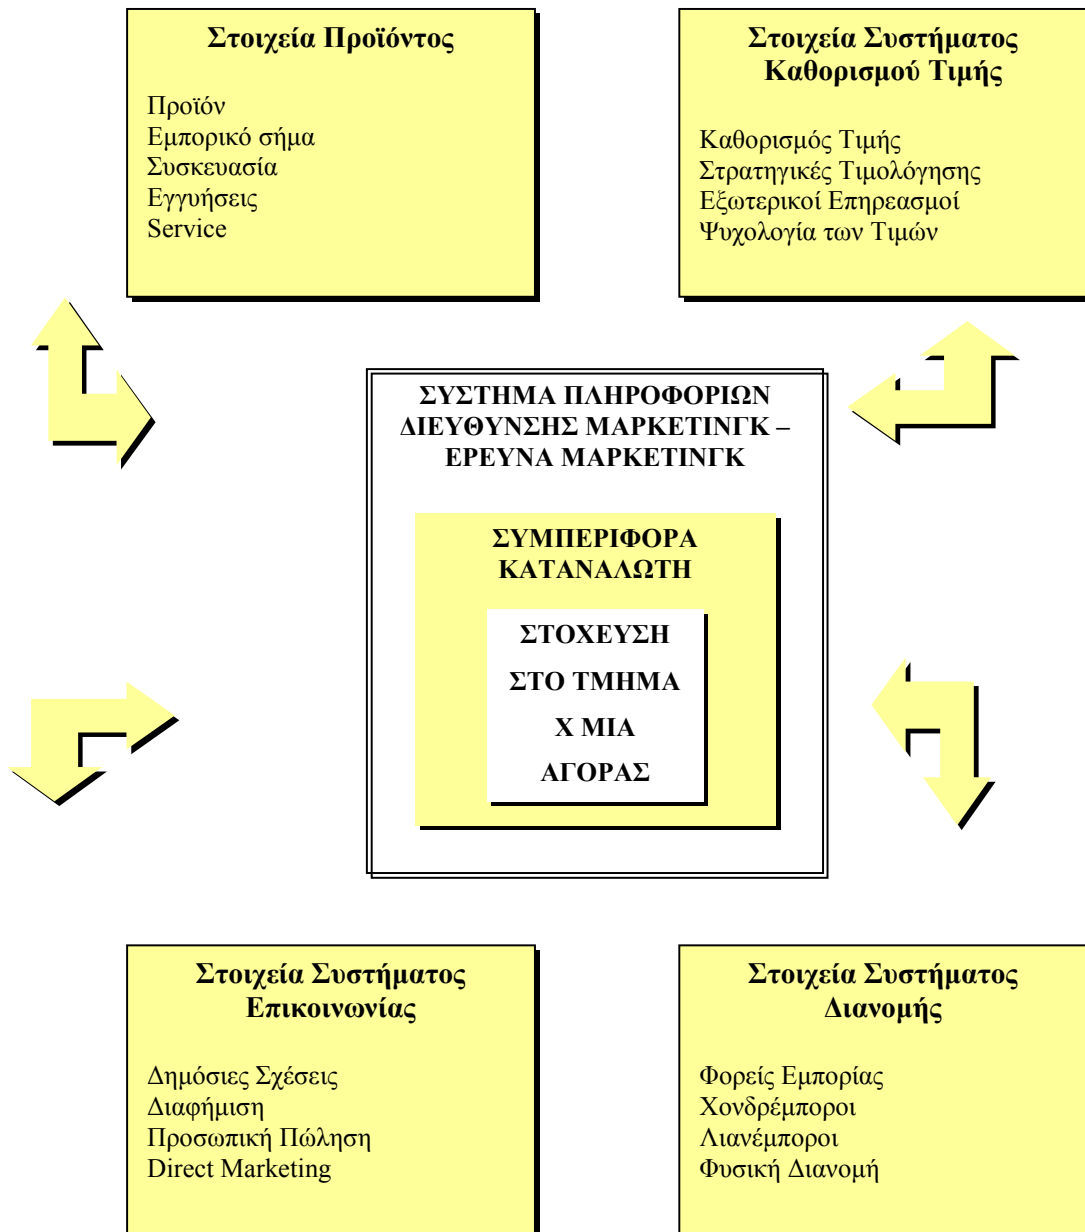 Στοιχεία Προϊόντος
Προϊόν
Εμπορικό σήμα
Συσκευασία
Εγγυήσεις
Service
Στοιχεία Συστήματος
Καθορισμού Τιμής
Καθορισμός Τιμής
Στρατηγικές Τιμολόγησης
Εξωτερικοί Επηρεασμοί
Ψυχολογία των Τιμών
ΣΥΣΤΗΜΑ ΠΛΗΡΟΦΟΡΙΩΝ
ΔΙΕΥΘΥΝΣΗΣ ΜΑΡΚΕΤΙΝΓΚ –
ΕΡΕΥΝΑ ΜΑΡΚΕΤΙΝΓΚ
ΣΥΜΠΕΡΙΦΟΡΑ
ΚΑΤΑΝΑΛΩΤΗ
ΣΤΟΧΕΥΣΗ
ΣΤΟ ΤΜΗΜΑ
Χ ΜΙΑ
ΑΓΟΡΑΣ
Στοιχεία Συστήματος
Επικοινωνίας
Δημόσιες Σχέσεις
Διαφήμιση
Προσωπική Πώληση
Direct Marketing
Στοιχεία Συστήματος
Διανομής
Φορείς Εμπορίας
Χονδρέμποροι
Λιανέμποροι
Φυσική Διανομή